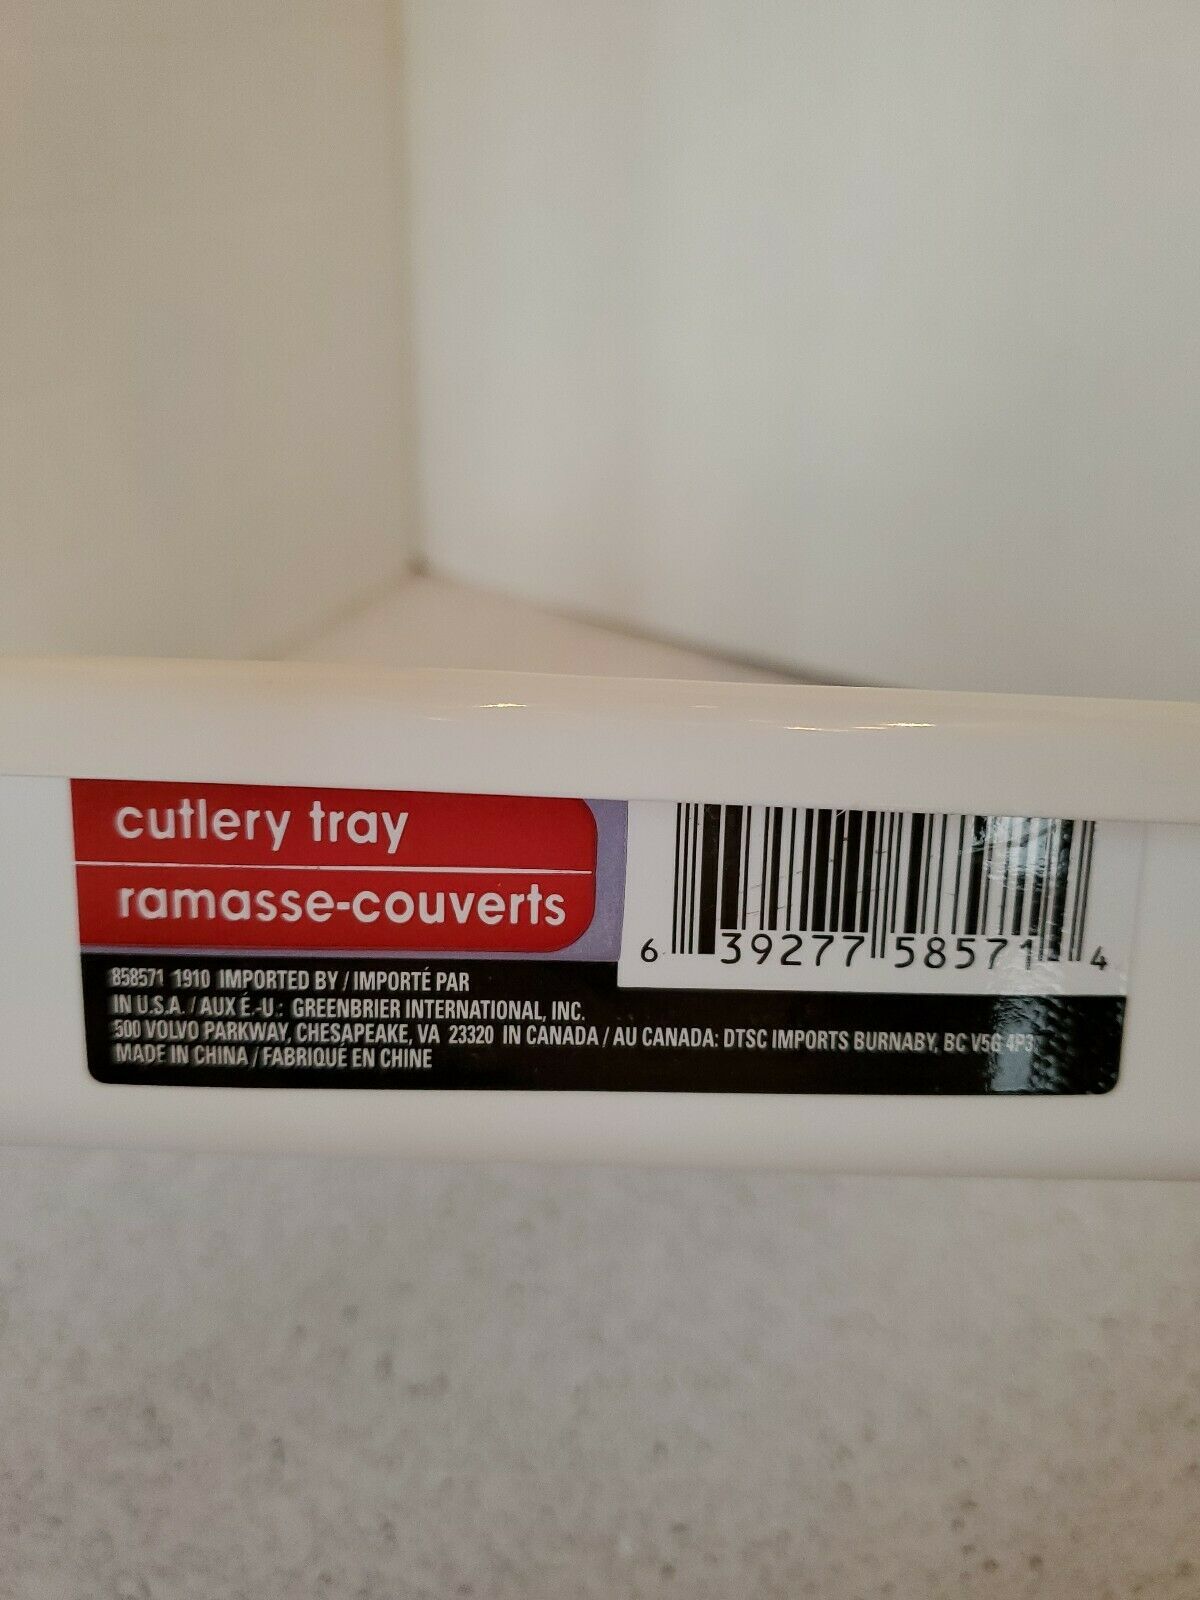 cutlery tray
ramasse-couverts
6 39277 58571 4
858571 1910 IMPORTED BY / IMPORTÉ PAR
IN U.S.A. / AUX É.-U.: GREENBRIER INTERNATIONAL, INC.
500 VOLVO PARKWAY, CHESAPEAKE, VA 23320 IN CANADA / AU CANADA: DTSC IMPORTS BURNABY, BC V5G 4P3
MADE IN CHINA / FABRIQUÉ EN CHINE